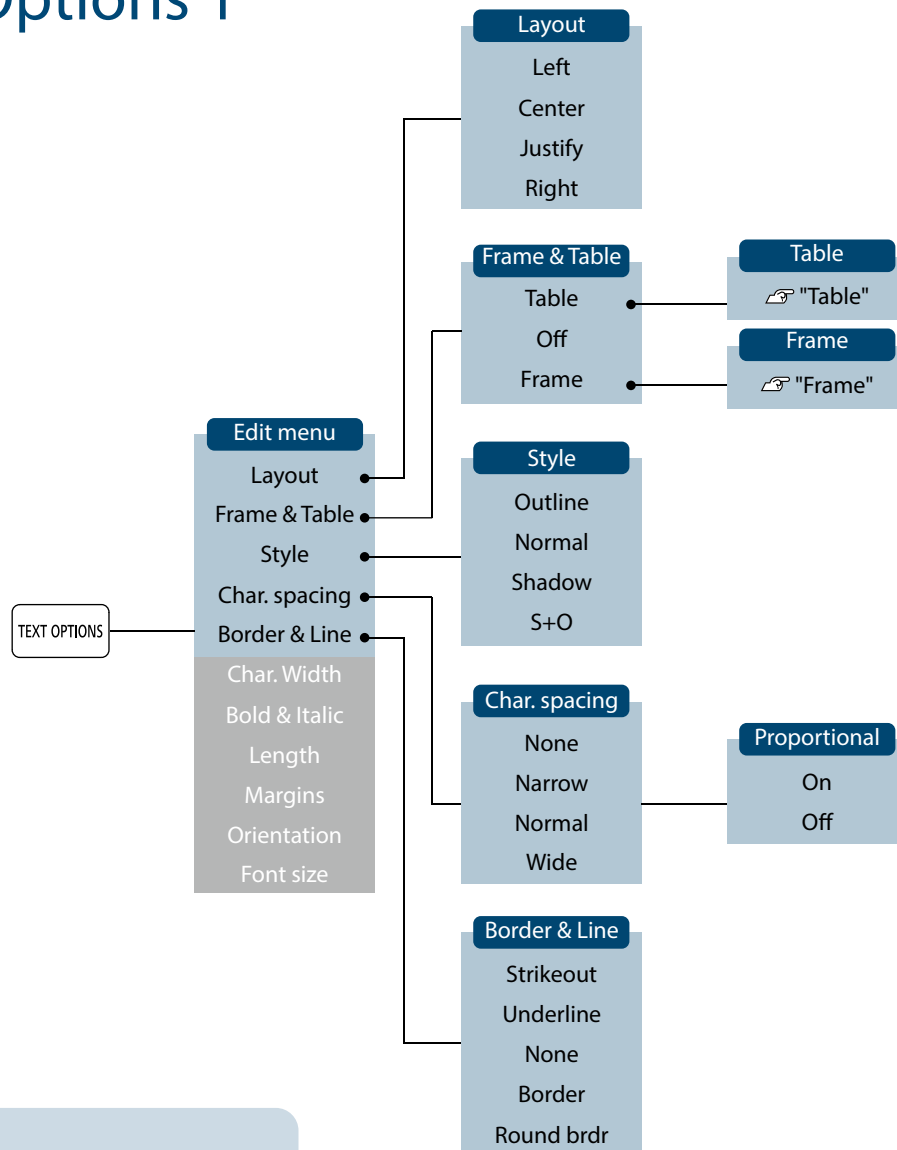 Options 1
Layout
Left
Center
Justify
Right
Frame & Table
Table
Off
Frame
Table
"Table"
Frame
"Frame"
Edit menu
Layout
Frame & Table
Style
Char. spacing
Border & Line
Char. Width
Bold & Italic
Length
Margins
Orientation
Font size
TEXT OPTIONS
Style
Outline
Normal
Shadow
S+O
Char. spacing
None
Narrow
Normal
Wide
Proportional
On
Off
Border & Line
Strikeout
Underline
None
Border
Round brdr